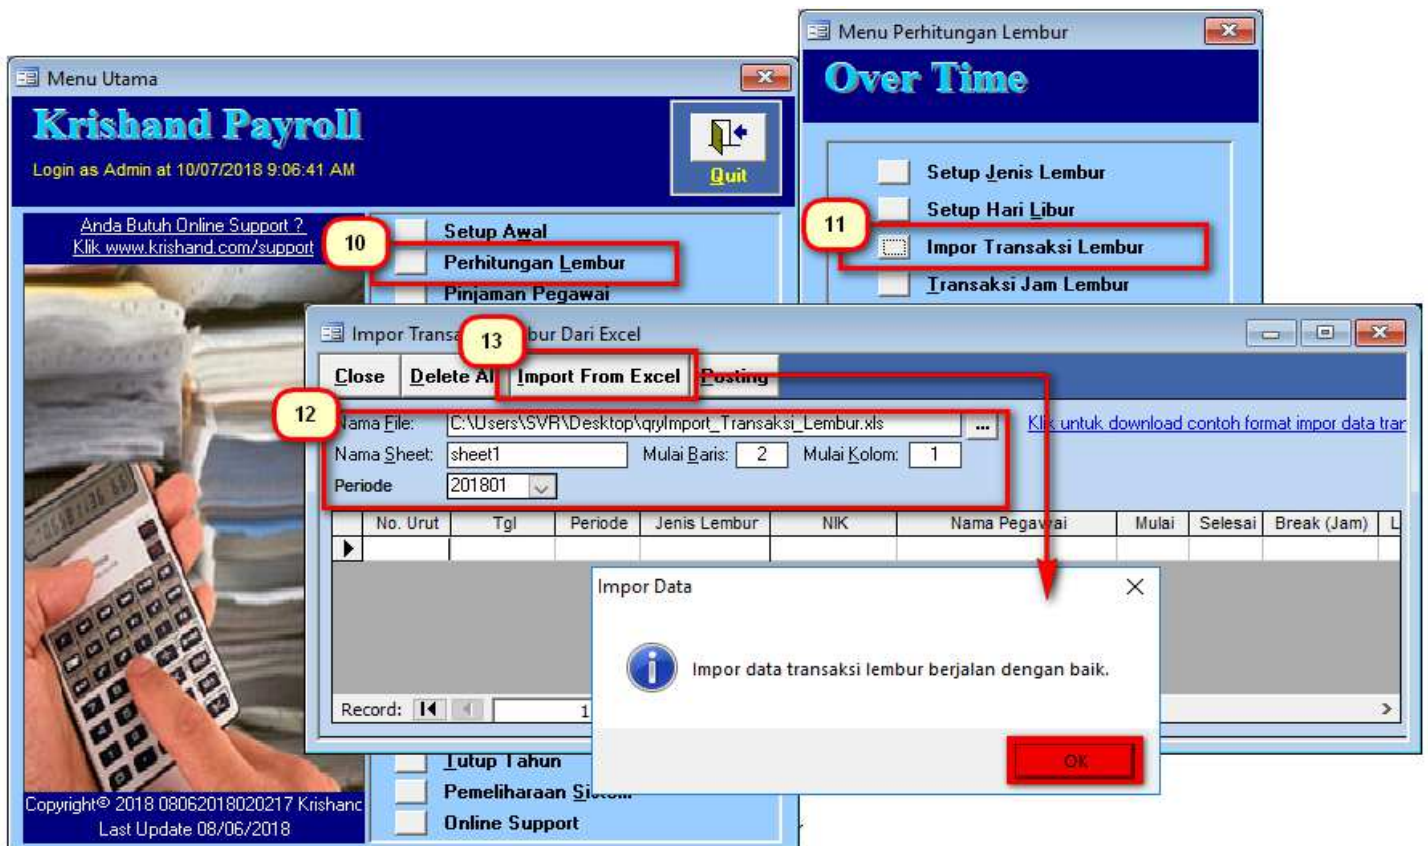 Menu Utama
Krishand Payroll
Login as Admin at 10/07/2018 9:06:41 AM
Quit
Anda Butuh Online Support ?
Klik www.krishand.com/support
10
Setup Awal
Perhitungan Lembur
Pinjaman Pegawai
Menu Perhitungan Lembur
Over Time
11
Setup Jenis Lembur
Setup Hari Libur
Impor Transaksi Lembur
Transaksi Jam Lembur
Impor Trans bur Dari Excel
13
Close Delete Al Import From Excel Posting
12
Nama File: C:\Users\SVR\Desktop\qryImport_Transaksi_Lembur.xls ... Klik untuk download contoh format impor data tran
Nama Sheet: sheet1 Mulai Baris: 2 Mulai Kolom: 1
Periode 201801
No. Urut Tgl Periode Jenis Lembur NIK Nama Pegawai Mulai Selesai Break (Jam) L
Impor Data
Impor data transaksi lembur berjalan dengan baik.
OK
Record: 1
Tutup Tahun
Pemeliharaan
Online Support
Copyright© 2018 08062018020217 Krishanc
Last Update 08/06/2018